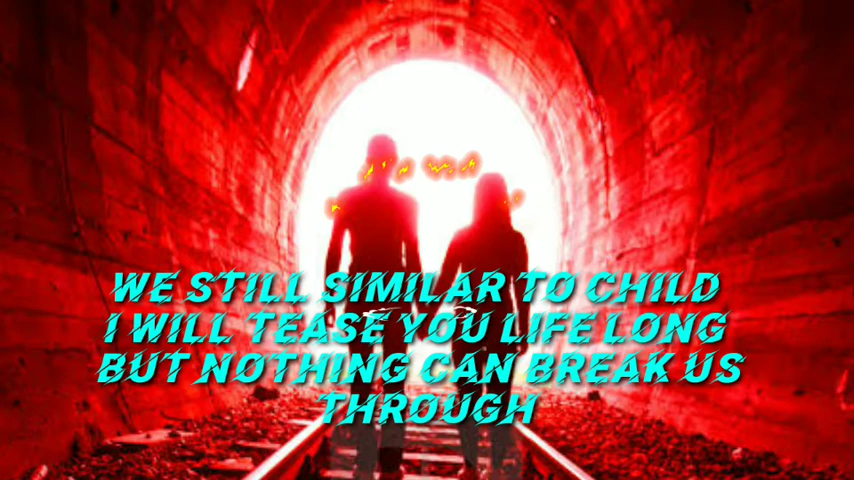 WE STILL SIMILAR TO CHILD
I WILL TEASE YOU LIFE LONG
BUT NOTHING CAN BREAK US
THROUGH